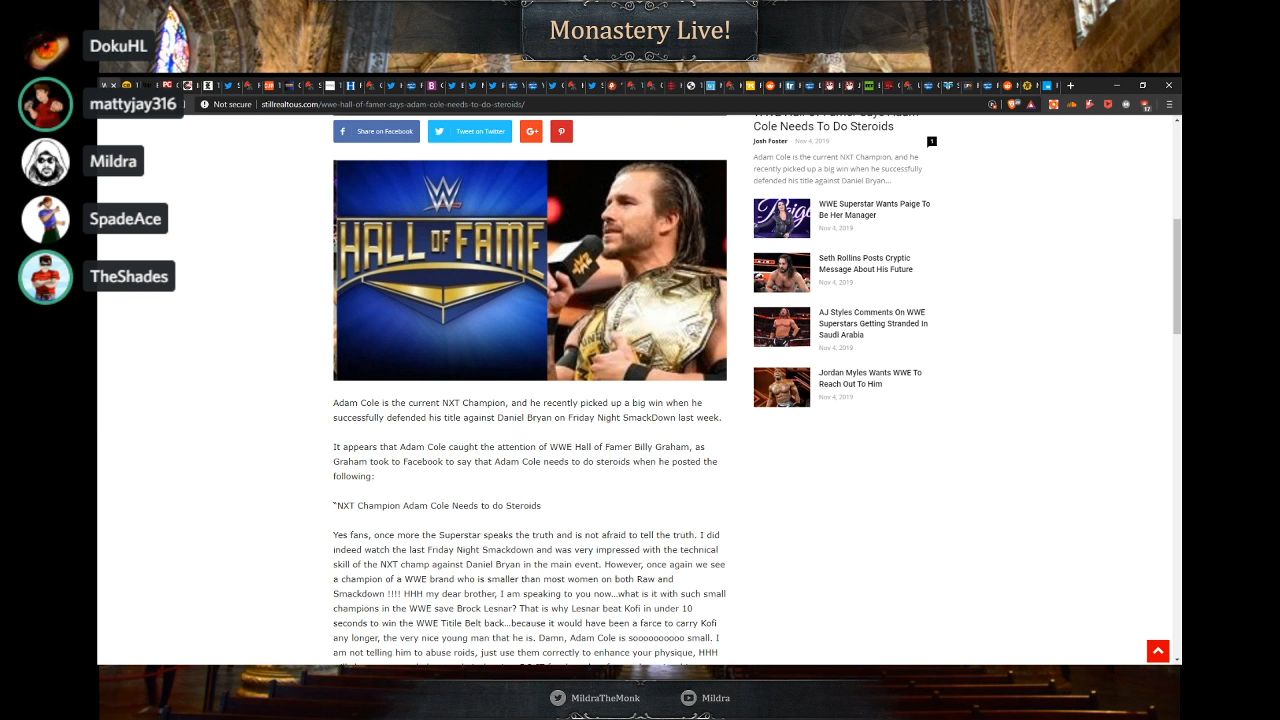 Monastery Live!
DokuHL
mattyjay316
Mildra
SpadeAce
TheShades
Not secure
stillrealtous.com/wwe-hall-of-famer-says-adam-cole-needs-to-do-steroids/
Share on Facebook
Tweet on Twitter
HALL OF FAME
Adam Cole is the current NXT Champion, and he recently picked up a big win when he
successfully defended his title against Daniel Bryan on Friday Night SmackDown last week.
It appears that Adam Cole caught the attention of WWE Hall of Famer Billy Graham, as
Graham took to Facebook to say that Adam Cole needs to do steroids when he posted the
following:
“NXT Champion Adam Cole Needs to do Steroids
Yes fans, once more the Superstar speaks the truth and is not afraid to tell the truth. I did
indeed watch the last Friday Night Smackdown and was very impressed with the technical
skill of the NXT champ against Daniel Bryan in the main event. However, once again we see
a champion of a WWE brand who is smaller than most women on both Raw and
Smackdown !!!! HHH my dear brother, I am speaking to you now…what is it with such small
champions in the WWE save Brock Lesnar? That is why Lesnar beat Kofi in under 10
seconds to win the WWE Titile Belt back…because it would have been a farce to carry Kofi
any longer, the very nice young man that he is. Damn, Adam Cole is soooooooooo small. I
am not telling him to abuse roids, just use them correctly to enhance your physique, HHH
WWE Hall of Famer Says Adam
Cole Needs To Do Steroids
Josh Foster - Nov 4, 2019
1
Adam Cole is the current NXT Champion, and he
recently picked up a big win when he successfully
defended his title against Daniel Bryan...
WWE Superstar Wants Paige To
Be Her Manager
Nov 4, 2019
Seth Rollins Posts Cryptic
Message About His Future
Nov 4, 2019
AJ Styles Comments On WWE
Superstars Getting Stranded In
Saudi Arabia
Nov 4, 2019
Jordan Myles Wants WWE To
Reach Out To Him
Nov 4, 2019
MildraTheMonk
Mildra